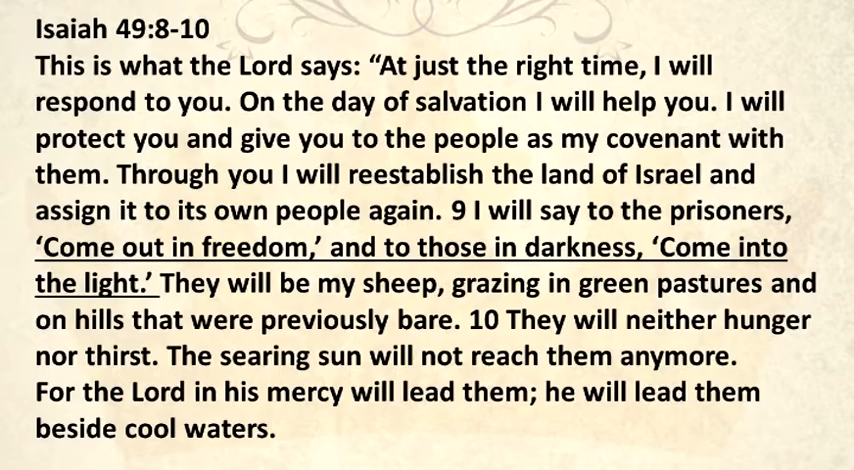 Isaiah 49:8-10
This is what the Lord says: “At just the right time, I will
respond to you. On the day of salvation I will help you. I will
protect you and give you to the people as my covenant with
them. Through you I will reestablish the land of Israel and
assign it to its own people again. 9 I will say to the prisoners,
‘Come out in freedom,’ and to those in darkness, ‘Come into
the light.’ They will be my sheep, grazing in green pastures and
on hills that were previously bare. 10 They will neither hunger
nor thirst. The searing sun will not reach them anymore.
For the Lord in his mercy will lead them; he will lead them
beside cool waters.